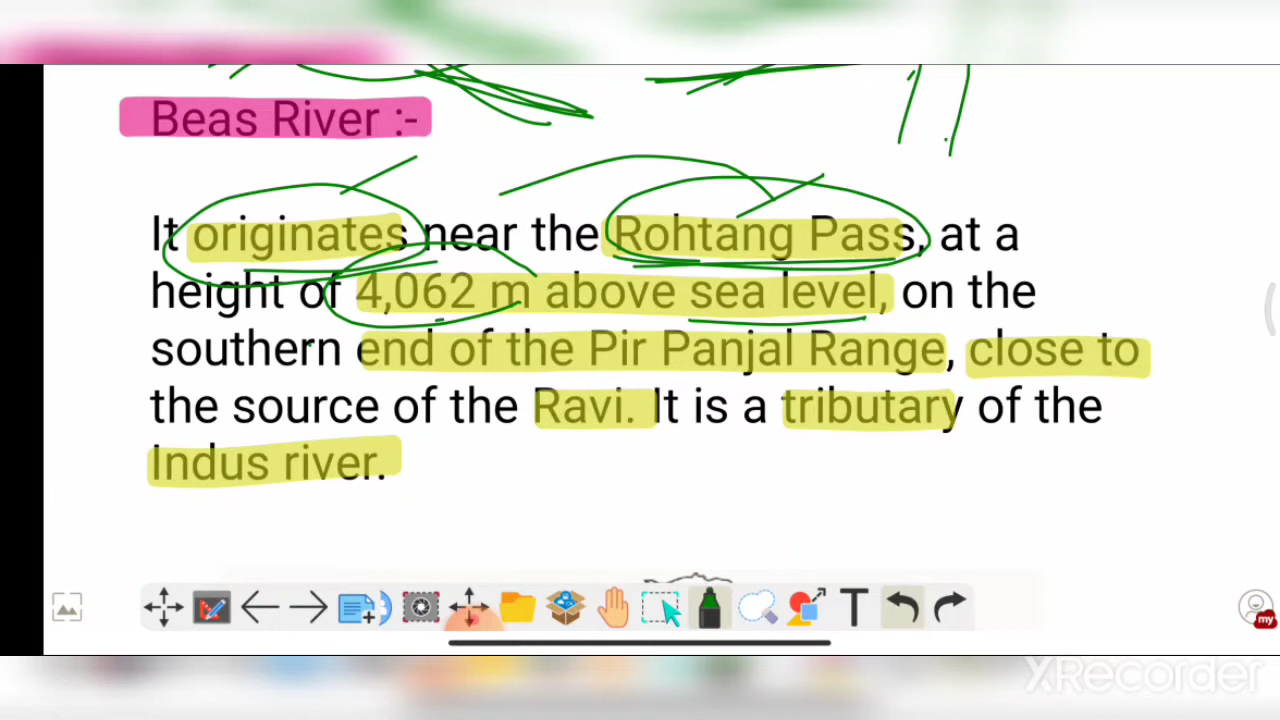 Beas River :-
It originates near the Rohtang Pass, at a
height of 4,062 m above sea level, on the
southern end of the Pir Panjal Range, close to
the source of the Ravi. It is a tributary of the
Indus river.
T
my
XRecorder